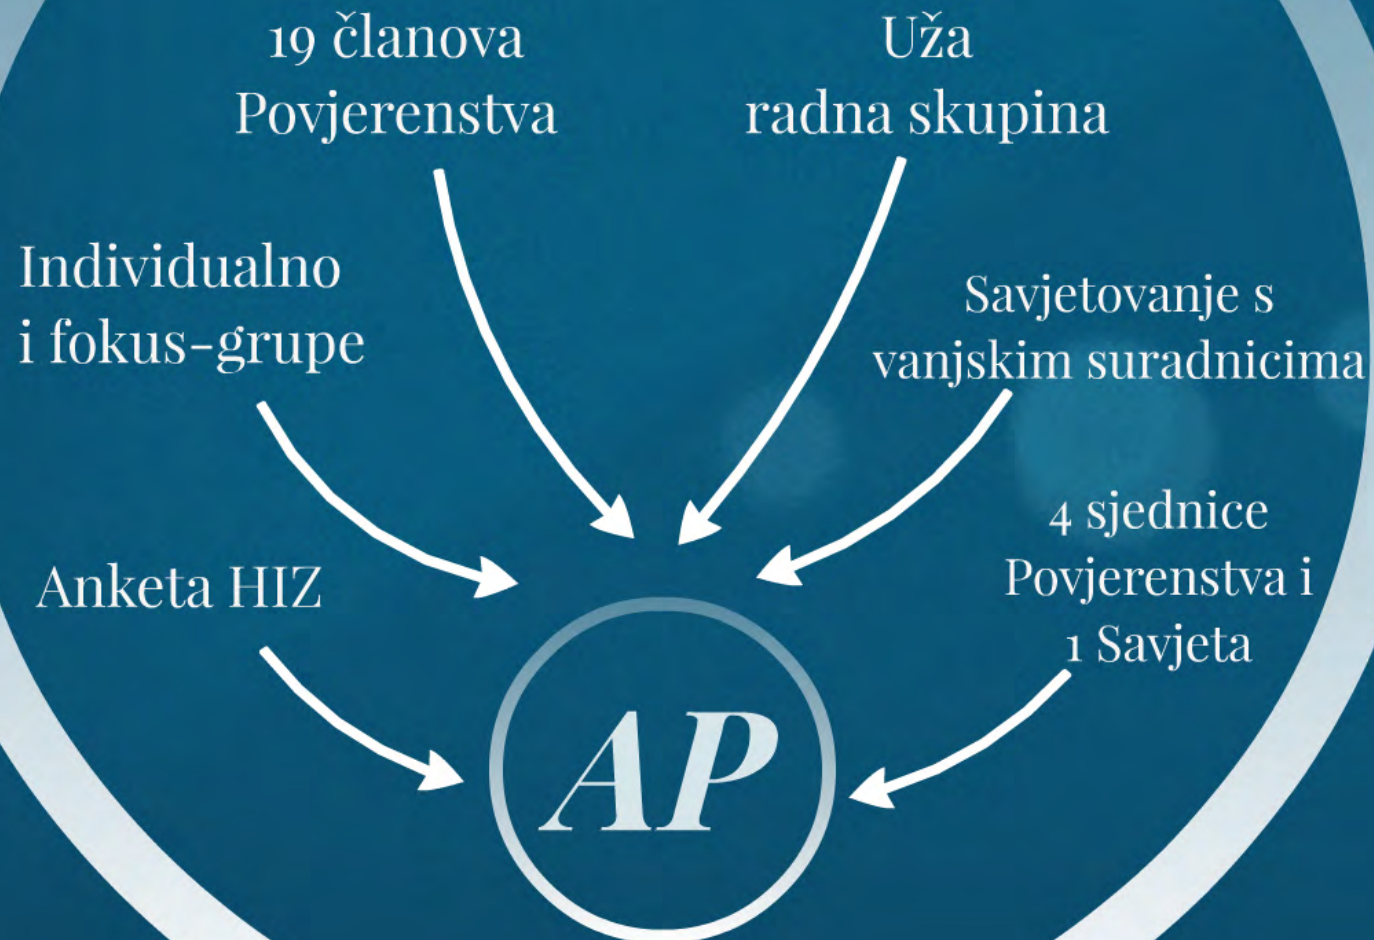 19 članova
Povjerenstva
Uža
radna skupina
Individualno
i fokus-grupe
Savjetovanje s
vanjskim suradnicima
Anketa HIZ
4 sjednice
Povjerenstva i
1 Savjeta
AP